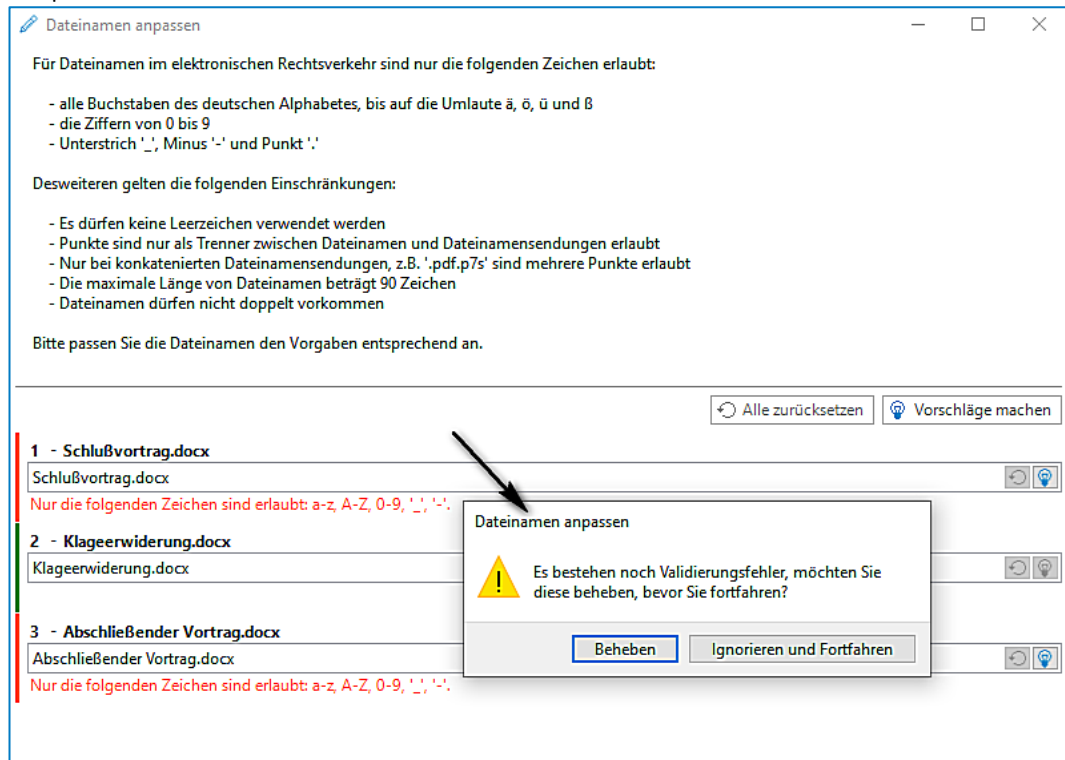 Dateinamen anpassen
Für Dateinamen im elektronischen Rechtsverkehr sind nur die folgenden Zeichen erlaubt:
- alle Buchstaben des deutschen Alphabetes, bis auf die Umlaute ä, ö, ü und ß
- die Ziffern von 0 bis 9
- Unterstrich '_', Minus '-' und Punkt '.'
Desweiteren gelten die folgenden Einschränkungen:
- Es dürfen keine Leerzeichen verwendet werden
- Punkte sind nur als Trenner zwischen Dateinamen und Dateinamensendungen erlaubt
- Nur bei konkatenierten Dateinamensendungen, z.B. '.pdf.p7s' sind mehrere Punkte erlaubt
- Die maximale Länge von Dateinamen beträgt 90 Zeichen
- Dateinamen dürfen nicht doppelt vorkommen
Bitte passen Sie die Dateinamen den Vorgaben entsprechend an.
Alle zurücksetzen Vorschläge machen
1 - Schlußvortrag.docx
Schlußvortrag.docx
Nur die folgenden Zeichen sind erlaubt: a-z, A-Z, 0-9, '_', '-'.
2 - Klageerwiderung.docx
Klageerwiderung.docx
3 - Abschließender Vortrag.docx
Abschließender Vortrag.docx
Nur die folgenden Zeichen sind erlaubt: a-z, A-Z, 0-9, '_', '-'.
Dateinamen anpassen
Es bestehen noch Validierungsfehler, möchten Sie
diese beheben, bevor Sie fortfahren?
Beheben Ignorieren und Fortfahren